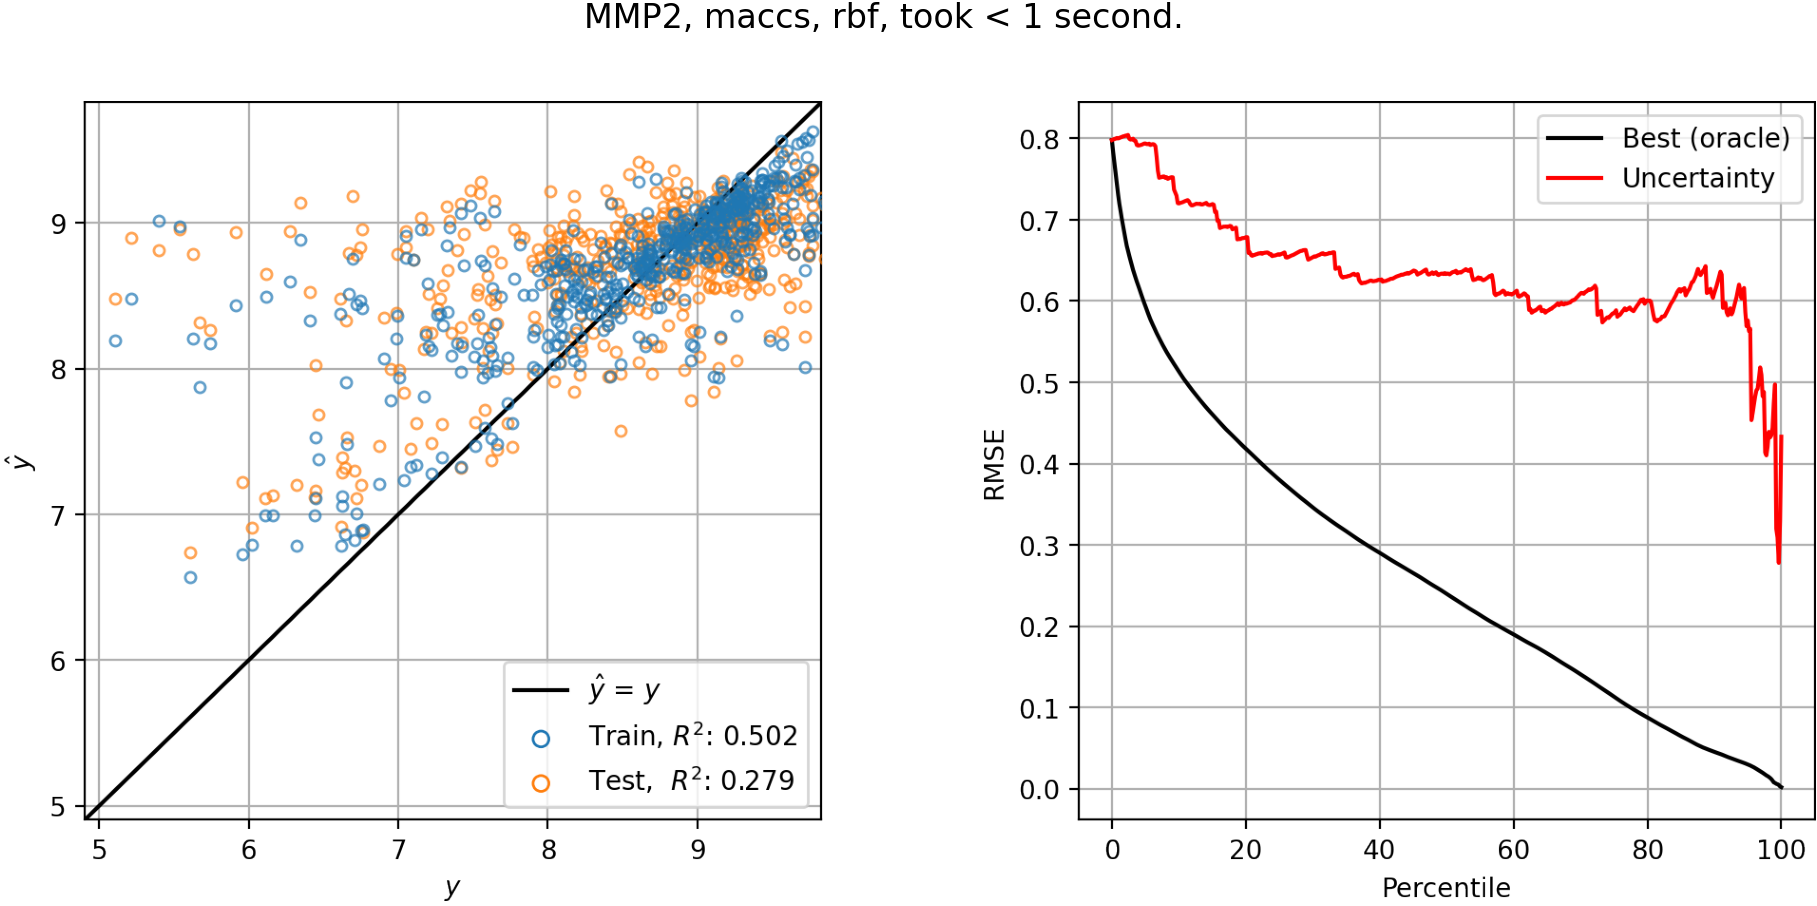 MMP2, maccs, rbf, took < 1 second.
9
8
7
6
5
ŷ
5 6 7 8 9
y
ŷ = y
Train, R²: 0.502
Test, R²: 0.279
0.8
0.7
0.6
0.5
0.4
0.3
0.2
0.1
0.0
RMSE
0 20 40 60 80 100
Percentile
Best (oracle)
Uncertainty